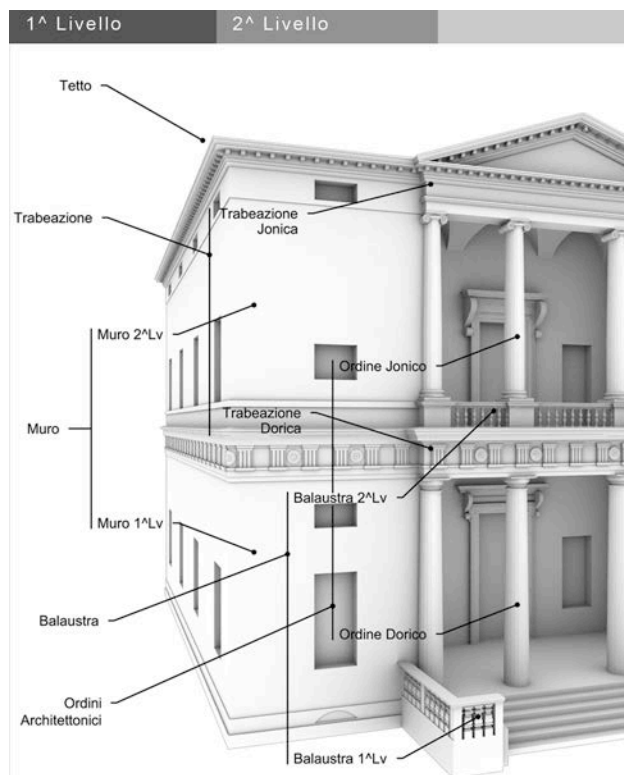 1^ Livello
2^ Livello
Tetto
Trabeazione
Trabeazione
Jonica
Muro 2^Lv
Ordine Jonico
Trabeazione
Dorica
Muro
Balaustra 2^Lv
Muro 1^Lv
Balaustra
Ordine Dorico
Ordini
Architettonici
Balaustra 1^Lv